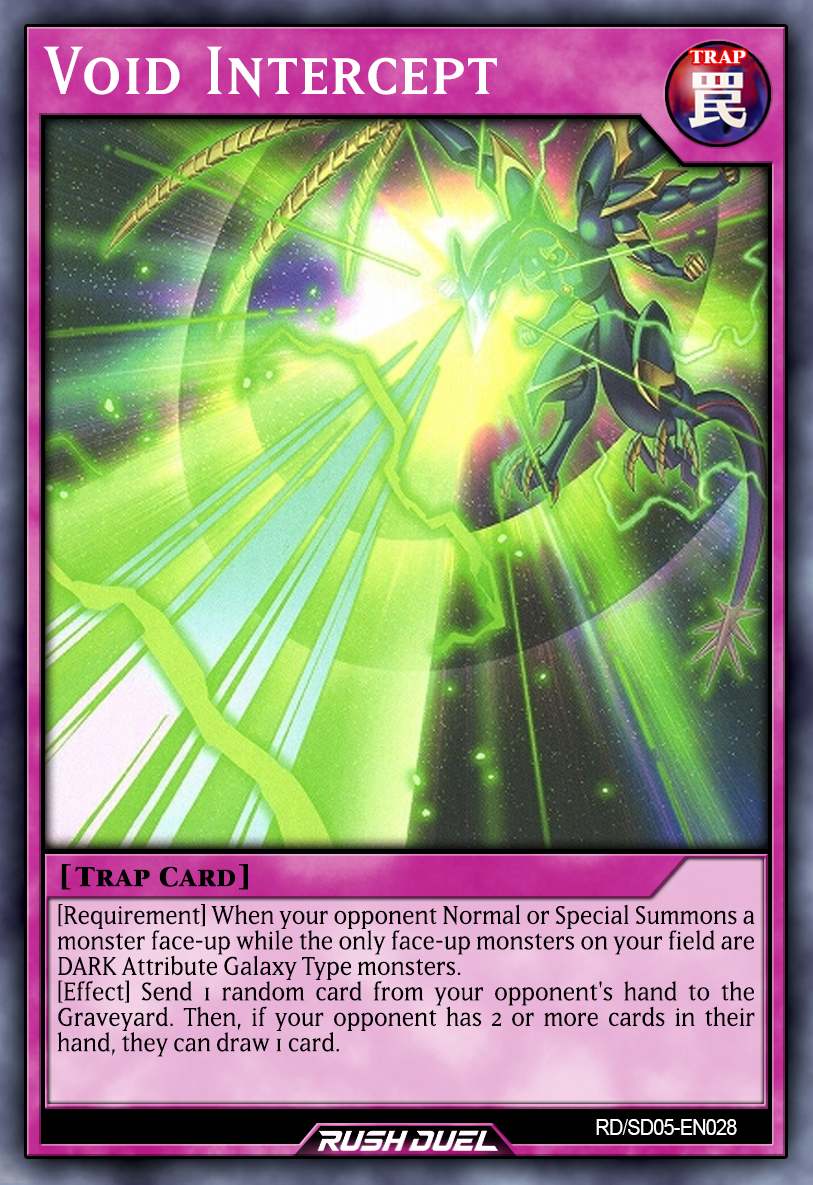 Void Intercept
TRAP
罠
[Trap Card]
[Requirement] When your opponent Normal or Special Summons a
monster face-up while the only face-up monsters on your field are
DARK Attribute Galaxy Type monsters.
[Effect] Send 1 random card from your opponent's hand to the
Graveyard. Then, if your opponent has 2 or more cards in their
hand, they can draw 1 card.
RD/SD05-EN028
RUSH DUEL